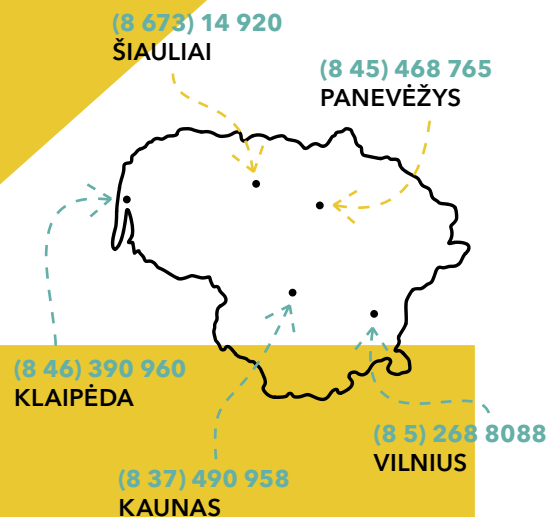 (8 673) 14 920
ŠIAULIAI
(8 45) 468 765
PANEVĖŽYS
(8 46) 390 960
KLAIPĖDA
(8 5) 268 8088
VILNIUS
(8 37) 490 958
KAUNAS